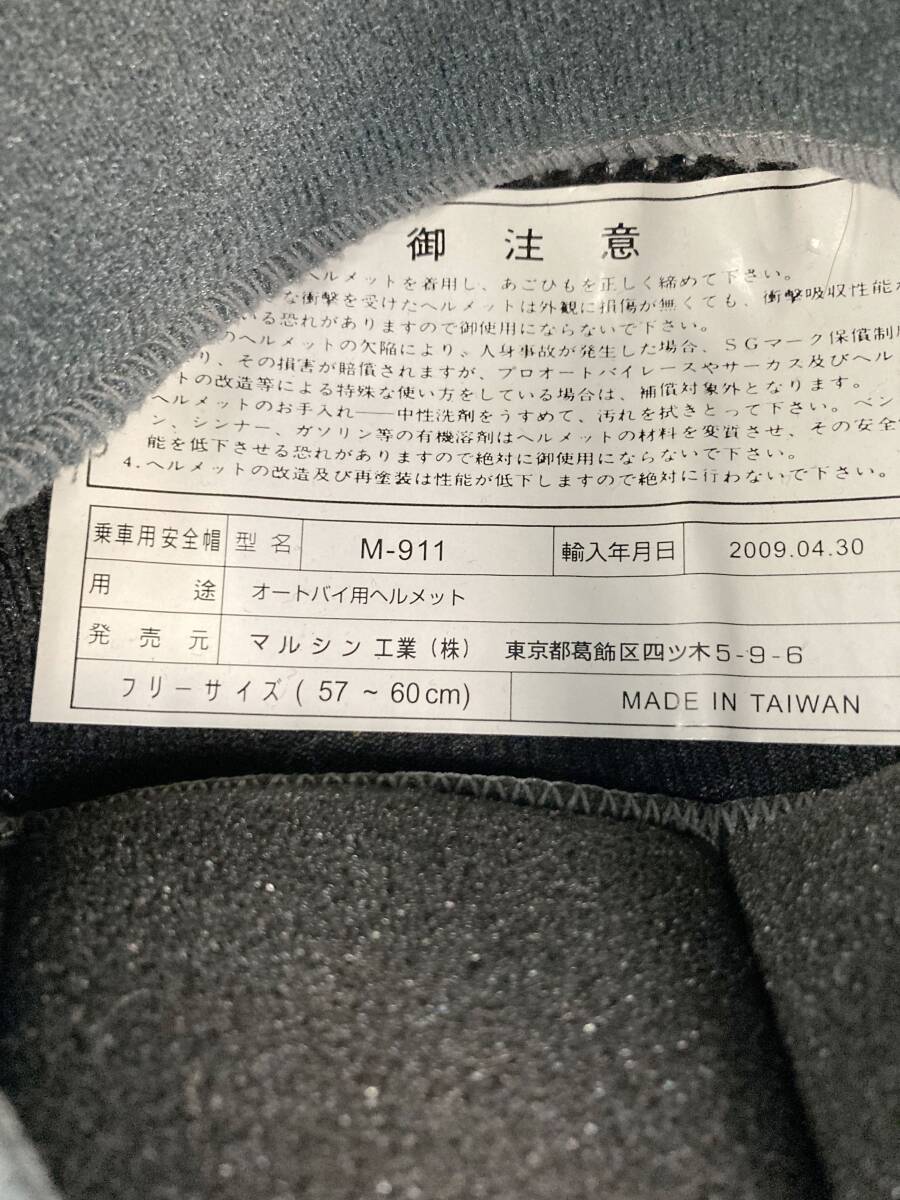 御注意
ヘルメットを着用し、あごひもを正しく締めて下さい。
な衝撃を受けたヘルメットは外観に損傷が無くても、衝撃吸収性能が
いる恐れがありますので御使用にならないで下さい。
のヘルメットの欠陥により、人身事故が発生した場合、SGマーク保償制度
り、その損害が賠償されますが、プロオートバイレースやサーカス及びヘル
トの改造等による特殊な使い方をしている場合は、補償対象外となります。
ヘルメットのお手入れ――中性洗剤をうすめて、汚れを拭きとって下さい。ベン
ン、シンナー、ガソリン等の有機溶剤はヘルメットの材料を変質させ、その安全
能を低下させる恐れがありますので絶対に御使用にならないで下さい。
4.ヘルメットの改造及び再塗装は性能が低下しますので絶対に行わないで下さい。
乗車用安全帽 型名 M-911 輸入年月日 2009.04.30
用途 オートバイ用ヘルメット
発売元 マルシン工業(株) 東京都葛飾区四ツ木5-9-6
フリーサイズ(57~60cm) MADE IN TAIWAN